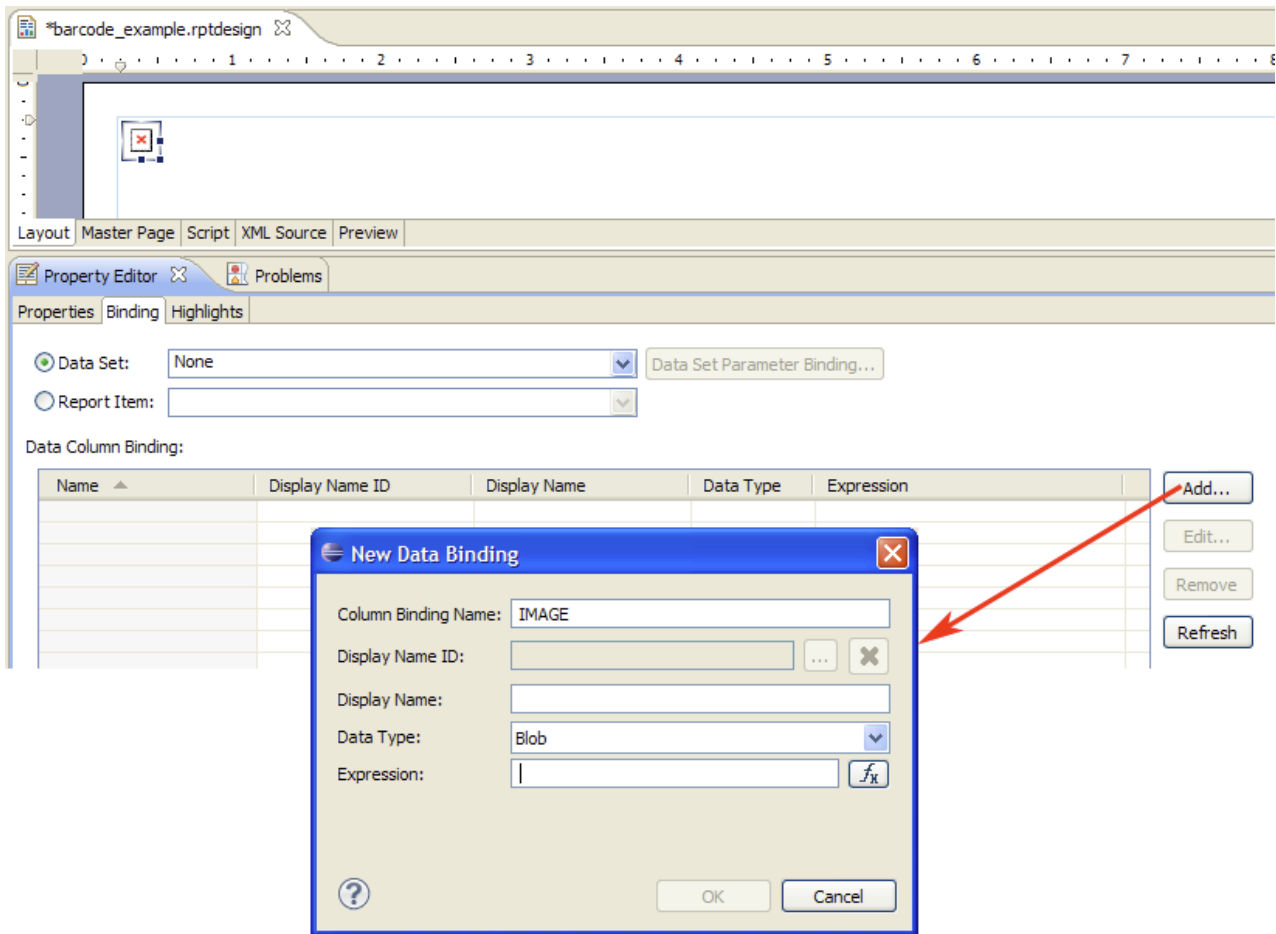 *barcode_example.rptdesign
0 1 2 3 4 5 6 7 8
Layout Master Page Script XML Source Preview
Property Editor Problems
Properties Binding Highlights
Data Set: None Data Set Parameter Binding...
Report Item:
Data Column Binding:
Name Display Name ID Display Name Data Type Expression
Add...
Edit...
Remove
Refresh
New Data Binding
Column Binding Name: IMAGE
Display Name ID: ...
Display Name:
Data Type: Blob
Expression: fx
? OK Cancel